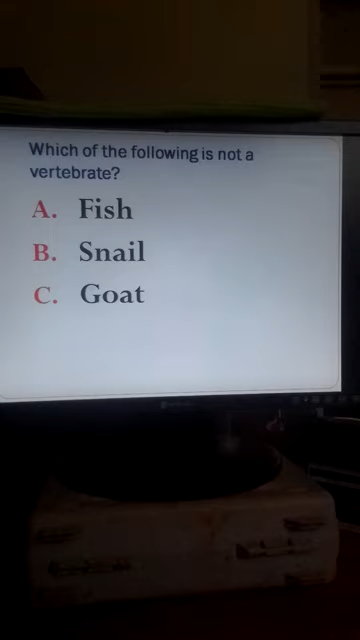 Which of the following is not a
vertebrate?
A. Fish
B. Snail
C. Goat